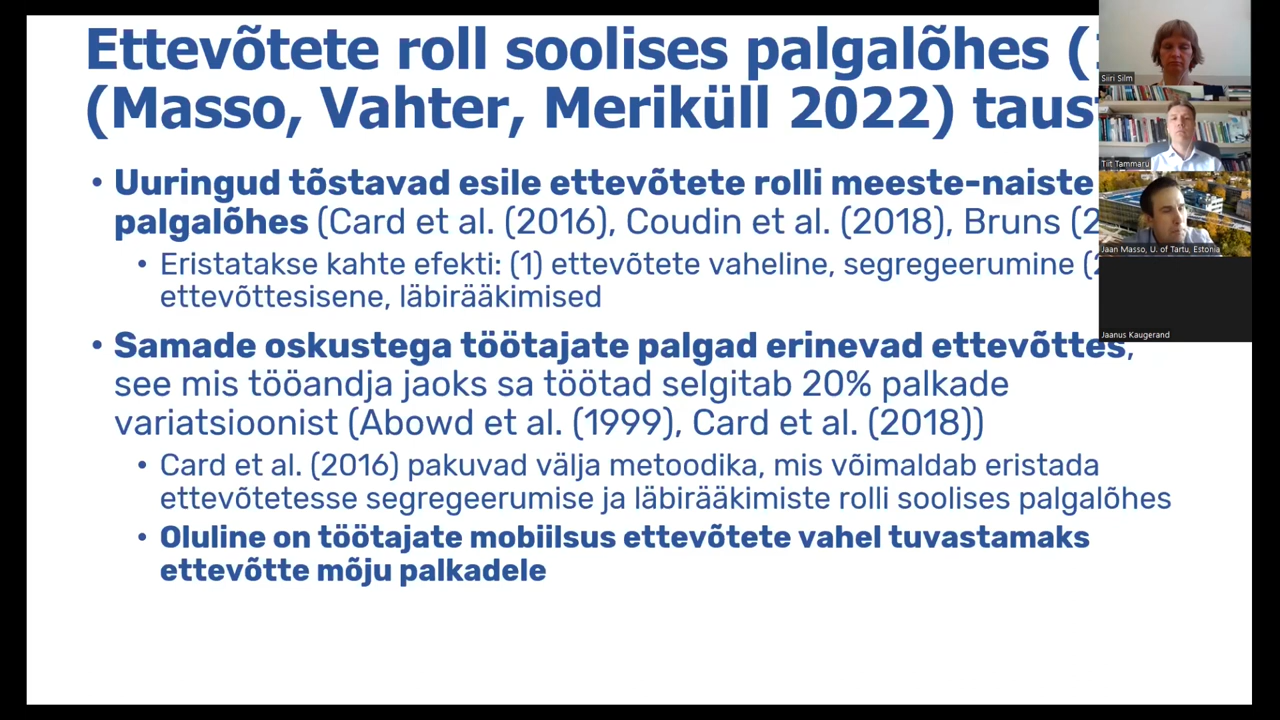 Ettevõtete roll soolises palgalõhes
(Masso, Vahter, Meriküll 2022)
• Uuringud tõstavad esile ettevõtete rolli meeste-naiste
palgalõhes (Card et al. (2016), Coudin et al. (2018), Bruns
• Eristatakse kahte efekti: (1) ettevõtete vaheline, segregeerumine
ettevõttesisene, läbirääkimised
• Samade oskustega töötajate palgad erinevad ettevõttes,
see mis tööandja jaoks sa töötad selgitab 20% palkade
variatsioonist (Abowd et al. (1999), Card et al. (2018))
• Card et al. (2016) pakuvad välja metoodika, mis võimaldab eristada
ettevõtetesse segregeerumise ja läbirääkimiste rolli soolises palgalõhes
• Oluline on töötajate mobiilsus ettevõtete vahel tuvastamaks
ettevõtte mõju palkadele
Siiri Silm
Tiit Tammaru
Jaan Masso, U. of Tartu, Estonia
Jaanus Kaugerand